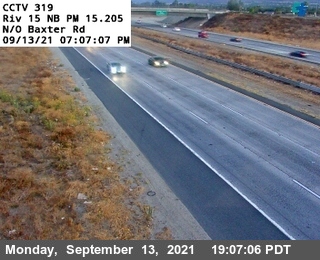 CCTV 319
Riv 15 NB PM 15.205
N/O Baxter Rd
09/13/21 07:07:07 PM
Monday, September 13, 2021 19:07:06 PDT